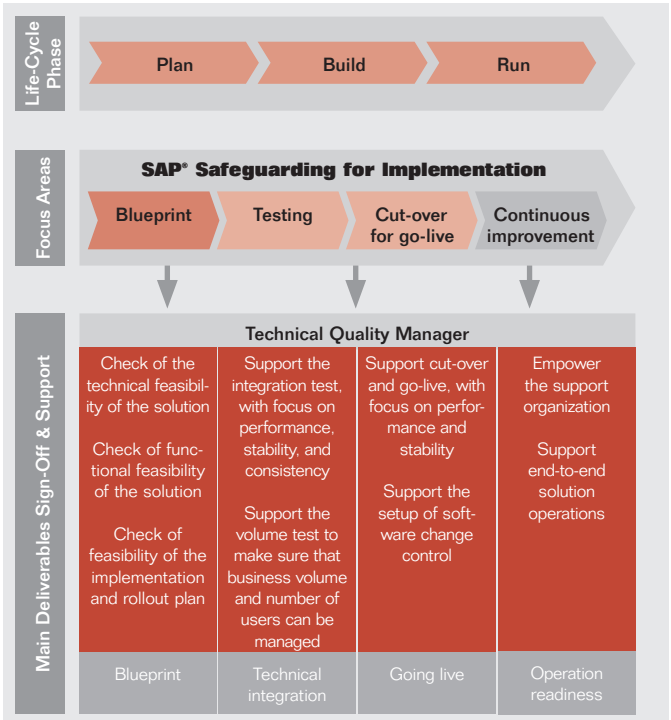 Life-Cycle
Phase
Plan
Build
Run
Focus Areas
SAP® Safeguarding for Implementation
Blueprint
Testing
Cut-over
for go-live
Continuous
improvement
Main Deliverables Sign-Off & Support
Technical Quality Manager
Check of the
technical feasibil-
ity of the solution
Check of func-
tional feasibility
of the solution
Check of
feasibility of the
implementation
and rollout plan
Support the
integration test,
with focus on
performance,
stability, and
consistency
Support the
volume test to
make sure that
business volume
and number of
users can be
managed
Support cut-over
and go-live, with
focus on perfor-
mance and
stability
Support the
setup of soft-
ware change
control
Empower
the support
organization
Support
end-to-end
solution
operations
Blueprint
Technical
integration
Going live
Operation
readiness